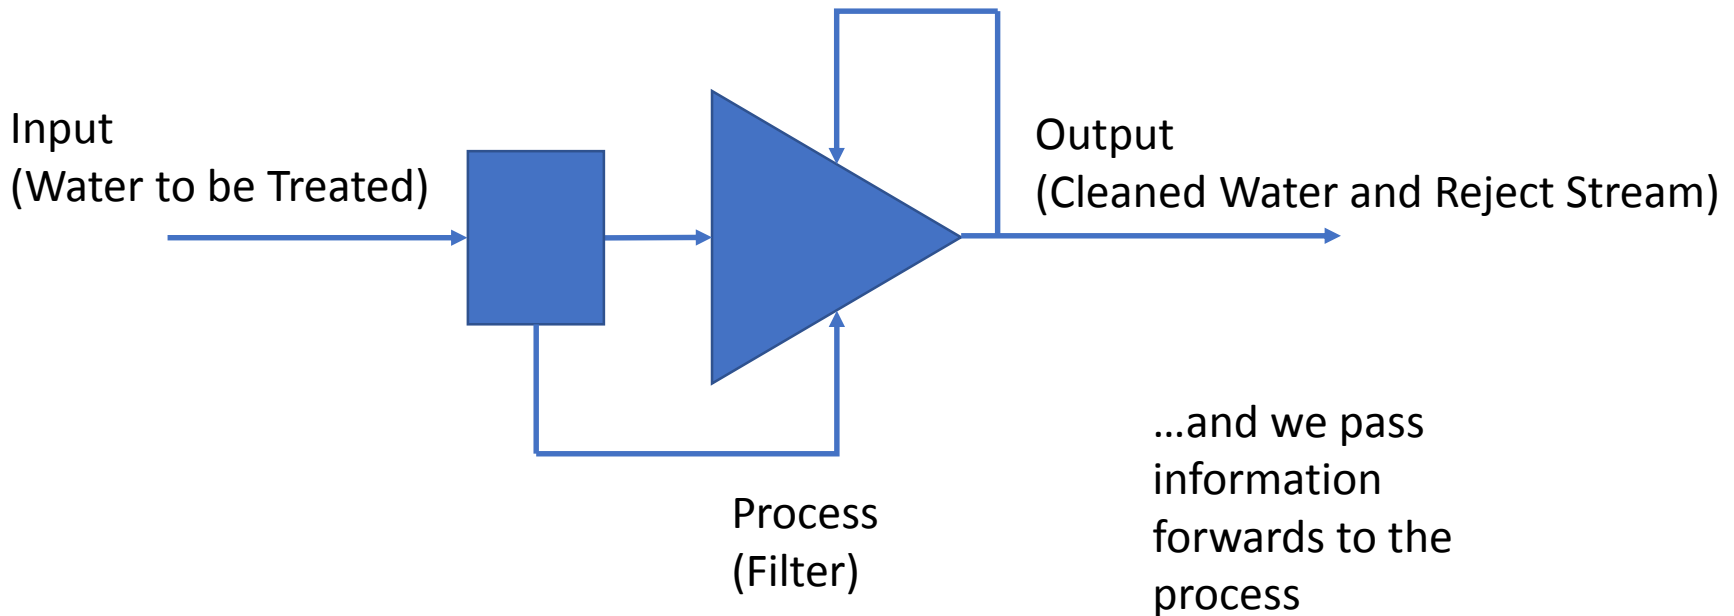 Input
(Water to be Treated)
Output
(Cleaned Water and Reject Stream)
Process
(Filter)
…and we pass
information
forwards to the
process